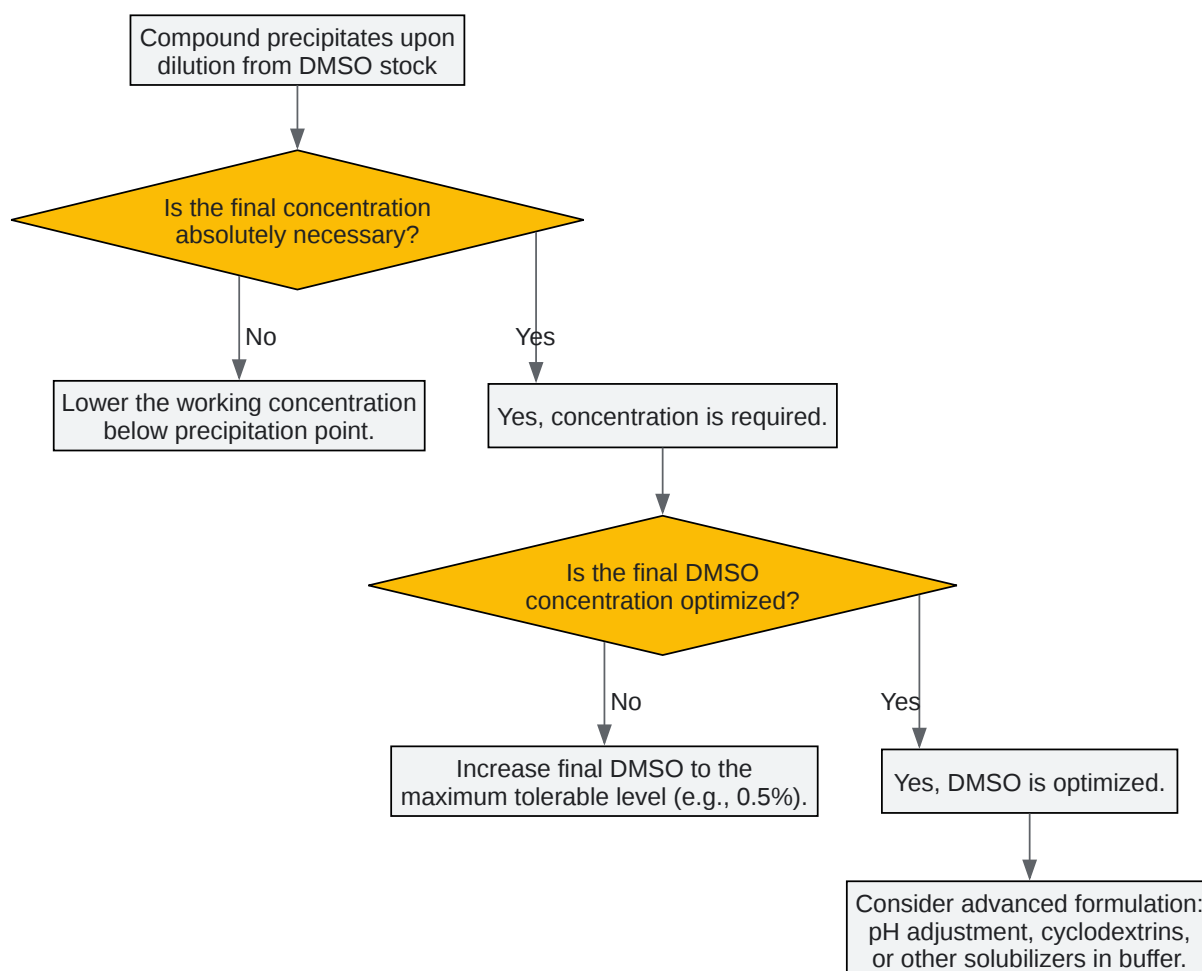 Compound precipitates upon
dilution from DMSO stock
Is the final concentration
absolutely necessary?
No
Yes
Lower the working concentration
below precipitation point.
Yes, concentration is required.
Is the final DMSO
concentration optimized?
No
Yes
Increase final DMSO to the
maximum tolerable level (e.g., 0.5%).
Yes, DMSO is optimized.
Consider advanced formulation:
pH adjustment, cyclodextrins,
or other solubilizers in buffer.